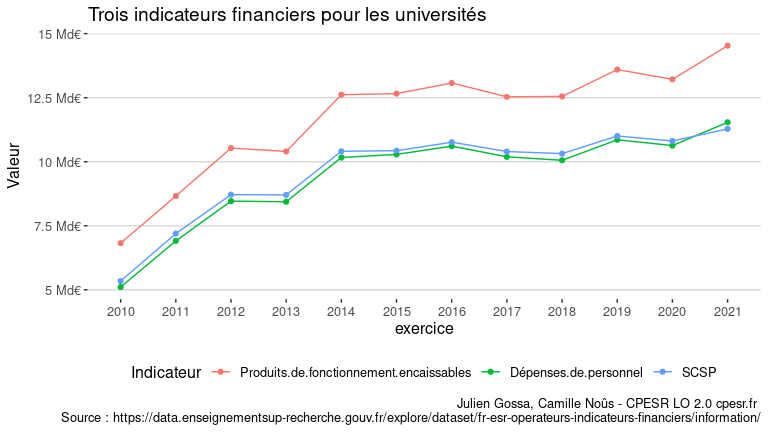 Trois indicateurs financiers pour les universités
15 Md€
12.5 Md€
10 Md€
7.5 Md€
5 Md€
Valeur
2010 2011 2012 2013 2014 2015 2016 2017 2018 2019 2020 2021
exercice
Indicateur Produits.de.fonctionnement.encaissables Dépenses.de.personnel SCSP
Julien Gossa, Camille Noûs - CPESR LO 2.0 cpesr.fr
Source : https://data.enseignementsup-recherche.gouv.fr/explore/dataset/fr-esr-operateurs-indicateurs-financiers/information/